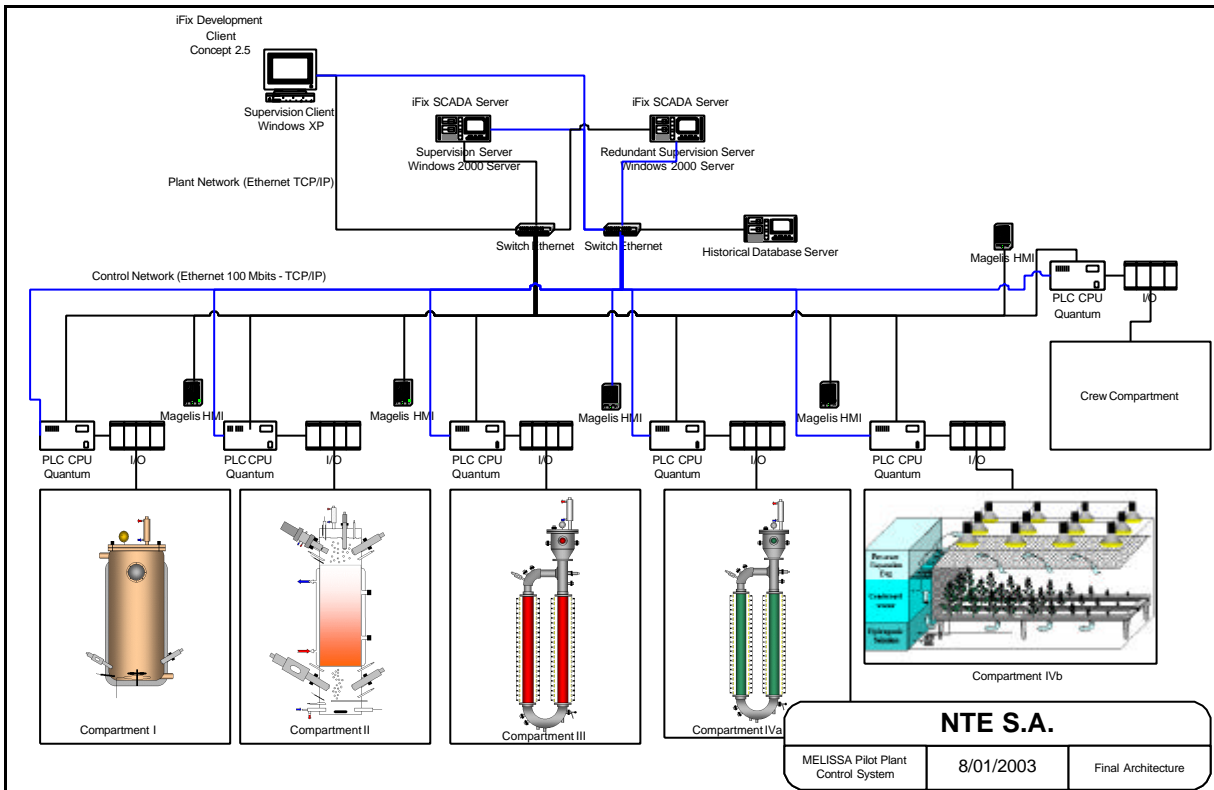 iFix Development
Client
Concept 2.5
Supervision Client
Windows XP
iFix SCADA Server
iFix SCADA Server
Supervision Server
Windows 2000 Server
Redundant Supervision Server
Windows 2000 Server
Plant Network (Ethernet TCP/IP)
Switch Ethernet
Switch Ethernet
Historical Database Server
Magelis HMI
Control Network (Ethernet 100 Mbits - TCP/IP)
PLC CPU
Quantum
I/O
Crew Compartment
Magelis HMI
Magelis HMI
Magelis HMI
Magelis HMI
PLC CPU
Quantum
I/O
PLC CPU
Quantum
I/O
PLC CPU
Quantum
I/O
PLC CPU
Quantum
I/O
PLC CPU
Quantum
I/O
Condensed
water
Hydroponic
Solution
Compartment I
Compartment II
Compartment III
Compartment IVa
Compartment IVb
NTE S.A.
MELISSA Pilot Plant
Control System
8/01/2003
Final Architecture